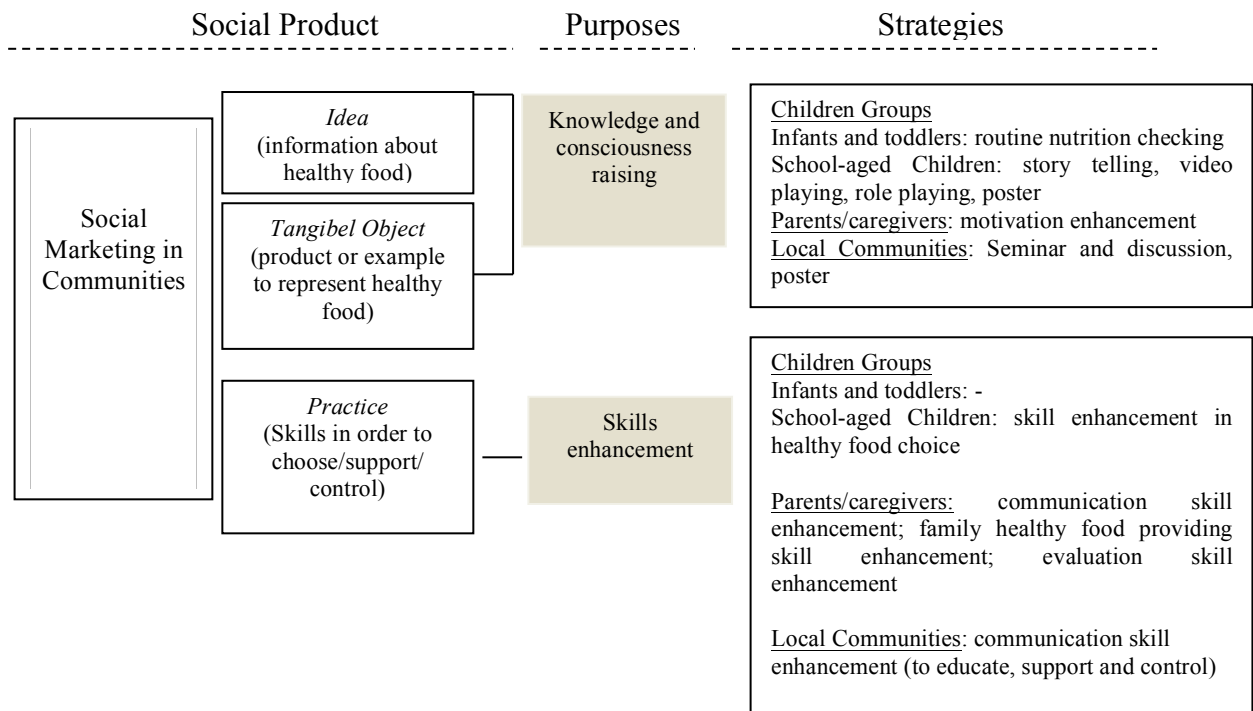 Social Product
Purposes
Strategies
Social
Marketing in
Communities
Idea
(information about
healthy food)
Tangibel Object
(product or example
to represent healthy
food)
Practice
(Skills in order to
choose/support/
control)
Knowledge and
consciousness
raising
Skills
enhancement
Children Groups
Infants and toddlers: routine nutrition checking
School-aged Children: story telling, video
playing, role playing, poster
Parents/caregivers: motivation enhancement
Local Communities: Seminar and discussion,
poster
Children Groups
Infants and toddlers: -
School-aged Children: skill enhancement in
healthy food choice
Parents/caregivers: communication skill
enhancement; family healthy food providing
skill enhancement; evaluation skill
enhancement
Local Communities: communication skill
enhancement (to educate, support and control)